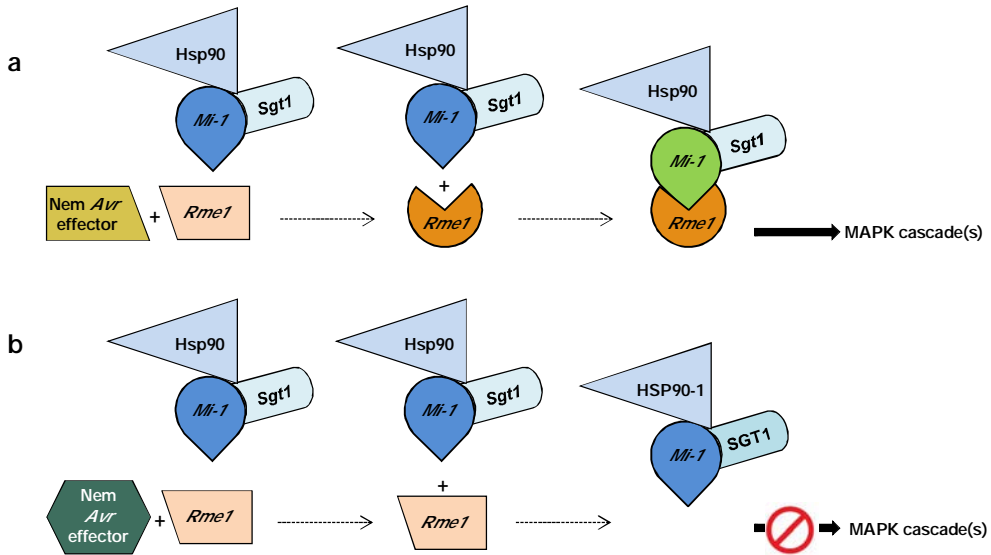 a
Hsp90
Mi-1
Sgt1
Hsp90
Mi-1
Sgt1
Hsp90
Mi-1
Sgt1
Nem Avr
effector
+
Rme1
+
Rme1
Rme1
MAPK cascade(s)
b
Hsp90
Mi-1
Sgt1
Hsp90
Mi-1
Sgt1
HSP90-1
Mi-1
SGT1
Nem
Avr
effector
+
Rme1
+
Rme1
MAPK cascade(s)